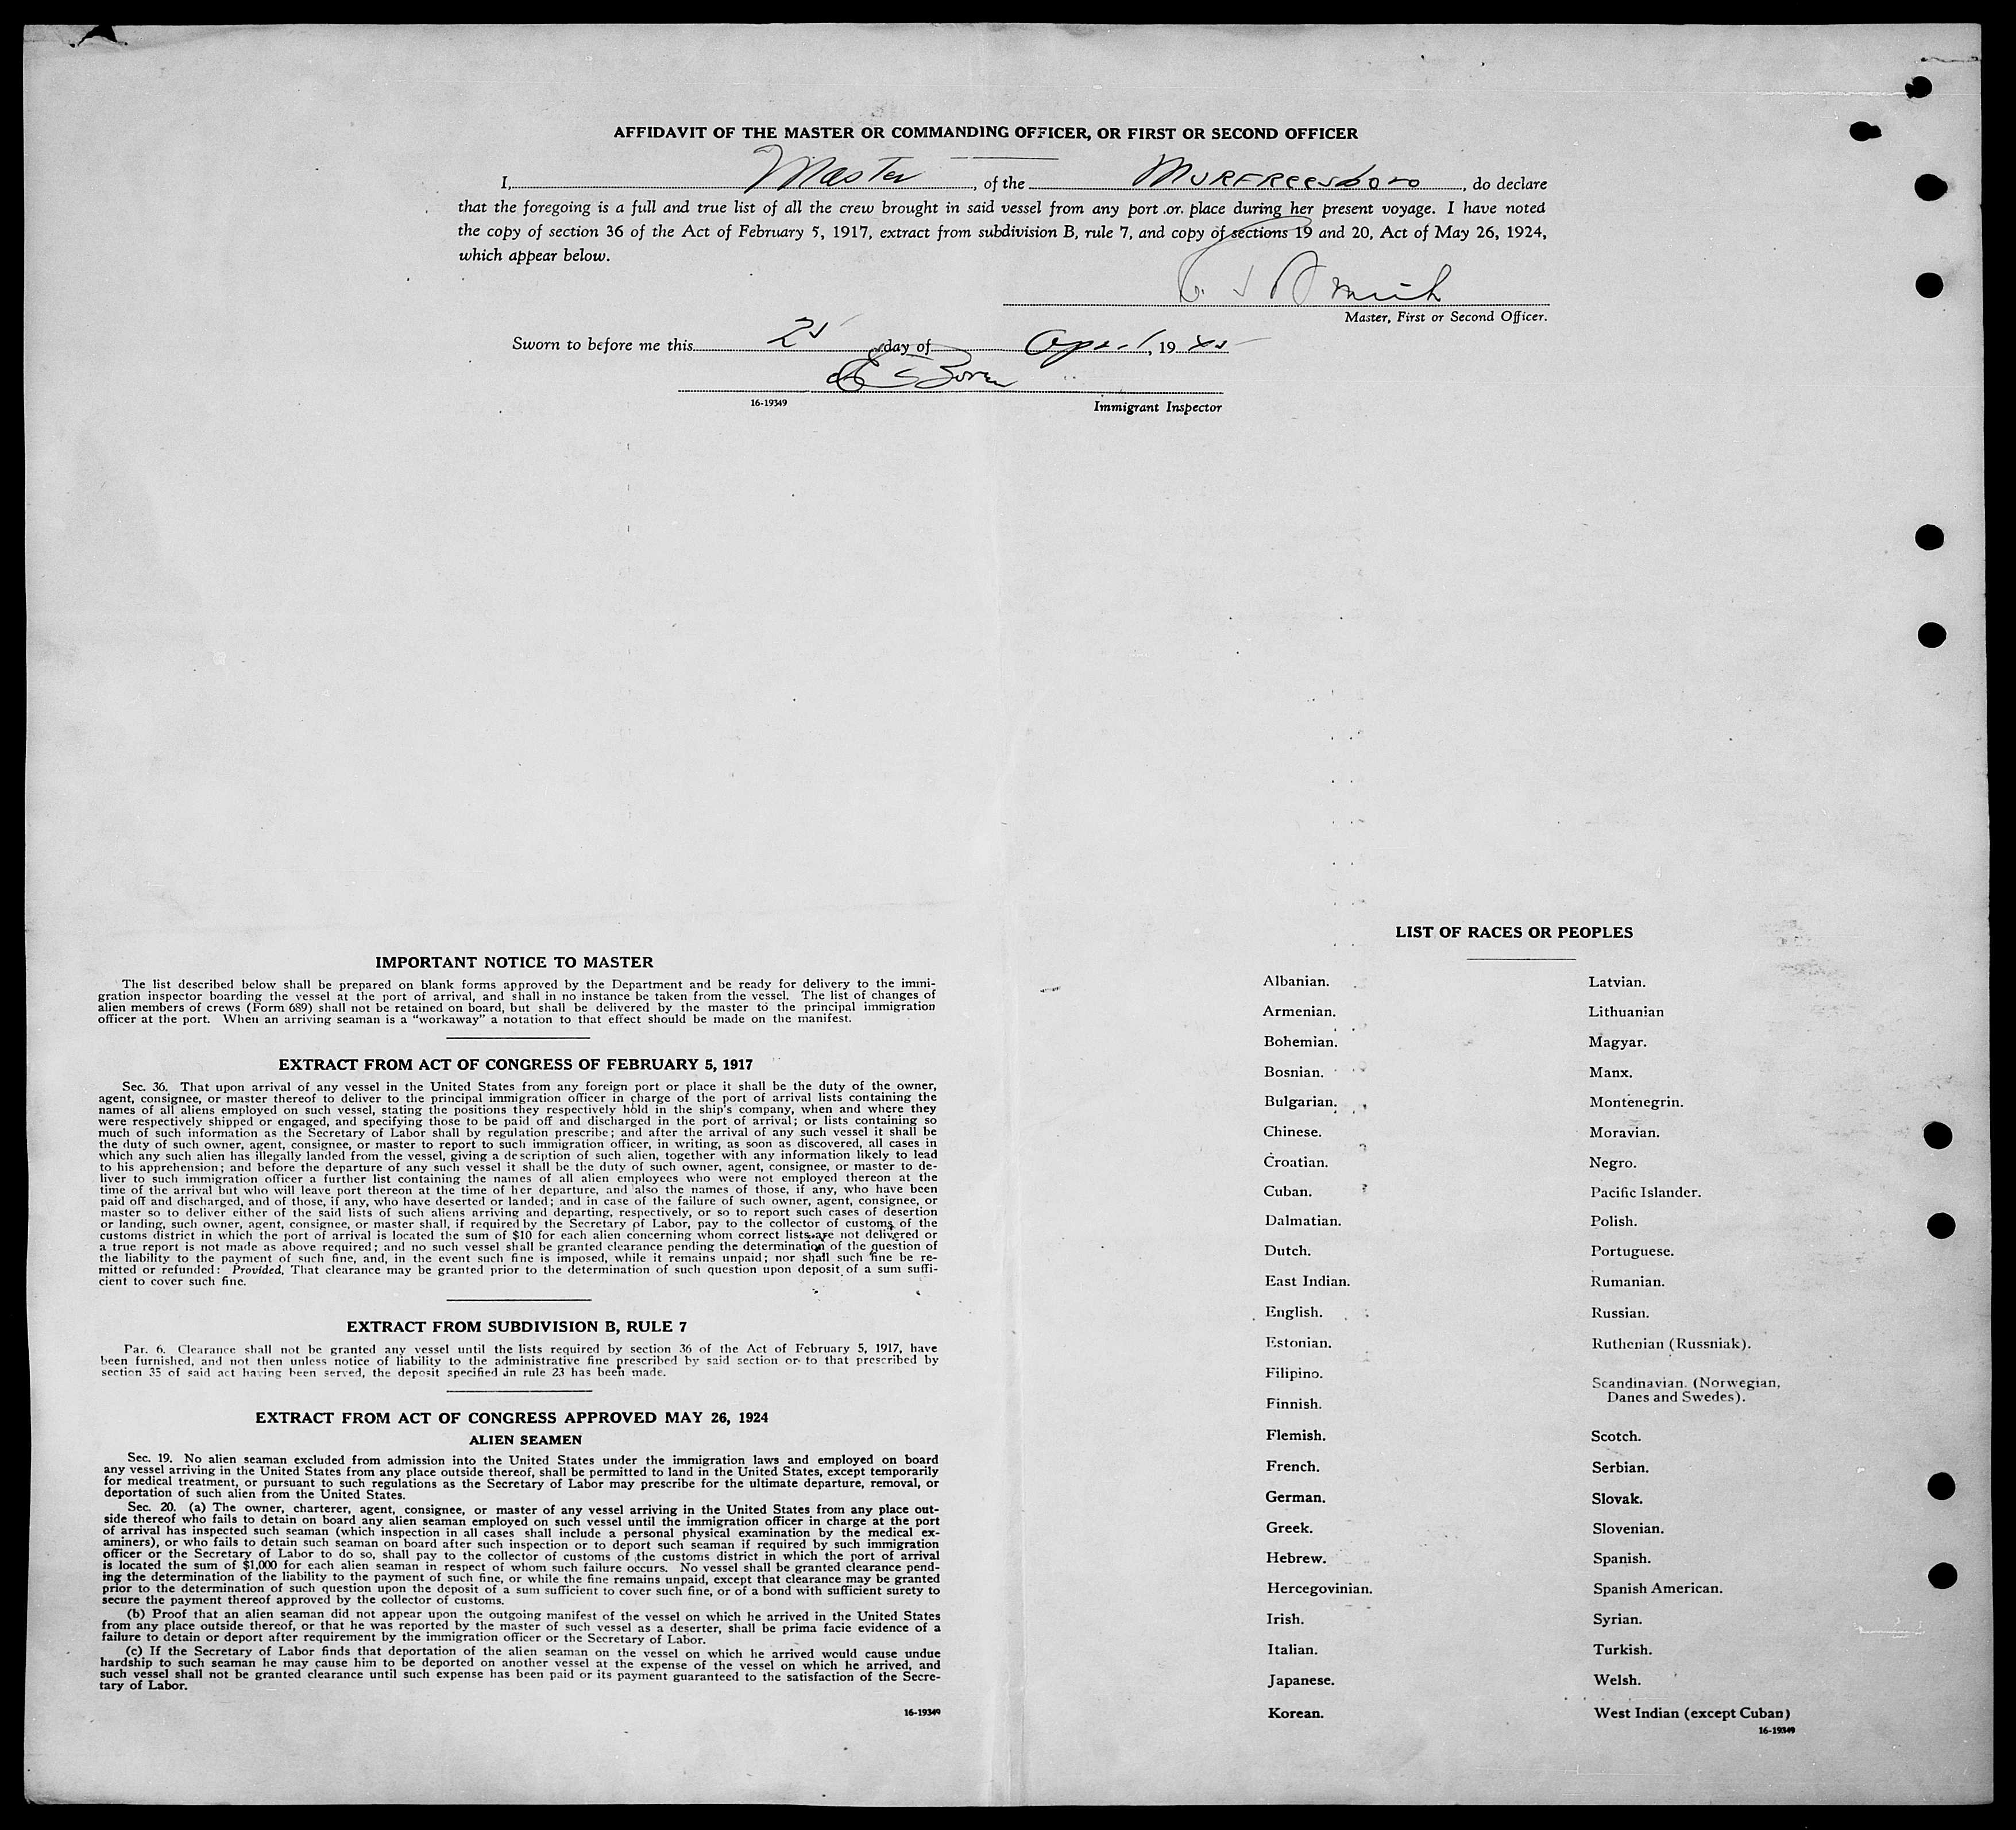 AFFIDAVIT OF THE MASTER OR COMMANDING OFFICER, OR FIRST OR SECOND OFFICER
I, Master, of the Murfreesboro, do declare
that the foregoing is a full and true list of all the crew brought in said vessel from any port or place during her present voyage. I have noted
the copy of section 36 of the Act of February 5, 1917, extract from subdivision B, rule 7, and copy of sections 19 and 20, Act of May 26, 1924,
which appear below.
Master, First or Second Officer.
Sworn to before me this day of April, 19
16-19349 Immigrant Inspector
IMPORTANT NOTICE TO MASTER
The list described below shall be prepared on blank forms approved by the Department and be ready for delivery to the immi-
gration inspector boarding the vessel at the port of arrival, and shall in no instance be taken from the vessel. The list of changes of
alien members of crews (Form 689) shall not be retained on board, but shall be delivered by the master to the principal immigration
officer at the port. When an arriving seaman is a "workaway" a notation to that effect should be made on the manifest.
EXTRACT FROM ACT OF CONGRESS OF FEBRUARY 5, 1917
Sec. 36. That upon arrival of any vessel in the United States from any foreign port or place it shall be the duty of the owner,
agent, consignee, or master thereof to deliver to the principal immigration officer in charge of the port of arrival lists containing the
names of all aliens employed on such vessel, stating the positions they respectively hold in the ship's company, when and where they
were respectively shipped or engaged, and specifying those to be paid off and discharged in the port of arrival; or lists containing so
much of such information as the Secretary of Labor shall by regulation prescribe; and after the arrival of any such vessel it shall be
the duty of such owner, agent, consignee, or master to report to such immigration officer, in writing, as soon as discovered, all cases in
which any such alien has illegally landed from the vessel, giving a description of such alien, together with any information likely to lead
to his apprehension; and before the departure of any such vessel it shall be the duty of such owner, agent, consignee, or master to de-
liver to such immigration officer a further list containing the names of all alien employees who were not employed thereon at the
time of the arrival but who will leave port thereon at the time of her departure, and also the names of those, if any, who have been
paid off and discharged, and of those, if any, who have deserted or landed; and in case of the failure of such owner, agent, consignee, or
master so to deliver either of the said lists of such aliens arriving and departing, respectively, or so to report such cases of desertion
or landing, such owner, agent, consignee, or master shall, if required by the Secretary of Labor, pay to the collector of customs of the
customs district in which the port of arrival is located the sum of $10 for each alien concerning whom correct lists are not delivered or
a true report is not made as above required; and no such vessel shall be granted clearance pending the determination of the question of
the liability to the payment of such fine, and, in the event such fine is imposed, while it remains unpaid; nor shall such fine be re-
mitted or refunded: Provided, That clearance may be granted prior to the determination of such question upon deposit of a sum suffi-
cient to cover such fine.
EXTRACT FROM SUBDIVISION B, RULE 7
Par. 6. Clearance shall not be granted any vessel until the lists required by section 36 of the Act of February 5, 1917, have
been furnished, and not then unless notice of liability to the administrative fine prescribed by said section or to that prescribed by
section 35 of said act having been served, the deposit specified in rule 23 has been made.
EXTRACT FROM ACT OF CONGRESS APPROVED MAY 26, 1924
ALIEN SEAMEN
Sec. 19. No alien seaman excluded from admission into the United States under the immigration laws and employed on board
any vessel arriving in the United States from any place outside thereof, shall be permitted to land in the United States, except temporarily
for medical treatment, or pursuant to such regulations as the Secretary of Labor may prescribe for the ultimate departure, removal, or
deportation of such alien from the United States.
Sec. 20. (a) The owner, charterer, agent, consignee, or master of any vessel arriving in the United States from any place out-
side thereof who fails to detain on board any alien seaman employed on such vessel until the immigration officer in charge at the port
of arrival has inspected such seaman (which inspection in all cases shall include a personal physical examination by the medical ex-
aminers), or who fails to detain such seaman on board after such inspection or to deport such seaman if required by such immigration
officer or the Secretary of Labor to do so, shall pay to the collector of customs of the customs district in which the port of arrival
is located the sum of $1,000 for each alien seaman in respect of whom such failure occurs. No vessel shall be granted clearance pend-
ing the determination of the liability to the payment of such fine, or while the fine remains unpaid, except that clearance may be granted
prior to the determination of such question upon the deposit of a sum sufficient to cover such fine, or of a bond with sufficient surety to
secure the payment thereof approved by the collector of customs.
(b) Proof that an alien seaman did not appear upon the outgoing manifest of the vessel on which he arrived in the United States
from any place outside thereof, or that he was reported by the master of such vessel as a deserter, shall be prima facie evidence of a
failure to detain or deport after requirement by the immigration officer or the Secretary of Labor.
(c) If the Secretary of Labor finds that deportation of the alien seaman on the vessel on which he arrived would cause undue
hardship to such seaman he may cause him to be deported on another vessel at the expense of the vessel on which he arrived, and
such vessel shall not be granted clearance until such expense has been paid or its payment guaranteed to the satisfaction of the Secre-
tary of Labor.
16-19349
LIST OF RACES OR PEOPLES
Albanian.
Armenian.
Bohemian.
Bosnian.
Bulgarian.
Chinese.
Croatian.
Cuban.
Dalmatian.
Dutch.
East Indian.
English.
Estonian.
Filipino.
Finnish.
Flemish.
French.
German.
Greek.
Hebrew.
Hercegovinian.
Irish.
Italian.
Japanese.
Korean.
Latvian.
Lithuanian
Magyar.
Manx.
Montenegrin.
Moravian.
Negro.
Pacific Islander.
Polish.
Portuguese.
Rumanian.
Russian.
Ruthenian (Russniak).
Scandinavian. (Norwegian,
Danes and Swedes).
Scotch.
Serbian.
Slovak.
Slovenian.
Spanish.
Spanish American.
Syrian.
Turkish.
Welsh.
West Indian (except Cuban)
16-19349